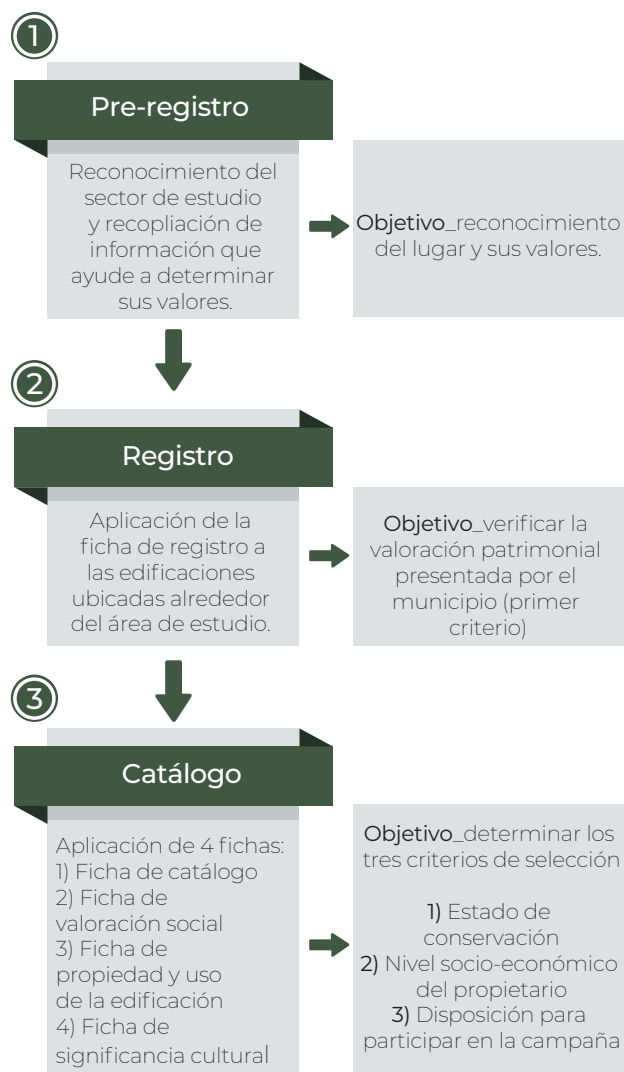 1
Pre-registro
Reconocimiento del
sector de estudio
y recopliación de
información que
ayude a determinar
sus valores.
Objetivo_reconocimiento
del lugar y sus valores.
2
Registro
Aplicación de la
ficha de registro a
las edificaciones
ubicadas alrededor
del área de estudio.
Objetivo_verificar la
valoración patrimonial
presentada por el
municipio (primer
criterio)
3
Catálogo
Aplicación de 4 fichas:
1) Ficha de catálogo
2) Ficha de
valoración social
3) Ficha de
propiedad y uso
de la edificación
4) Ficha de
significancia cultural
Objetivo_determinar los
tres criterios de selección
1) Estado de
conservación
2) Nivel socio-económico
del propietario
3) Disposición para
participar en la campaña